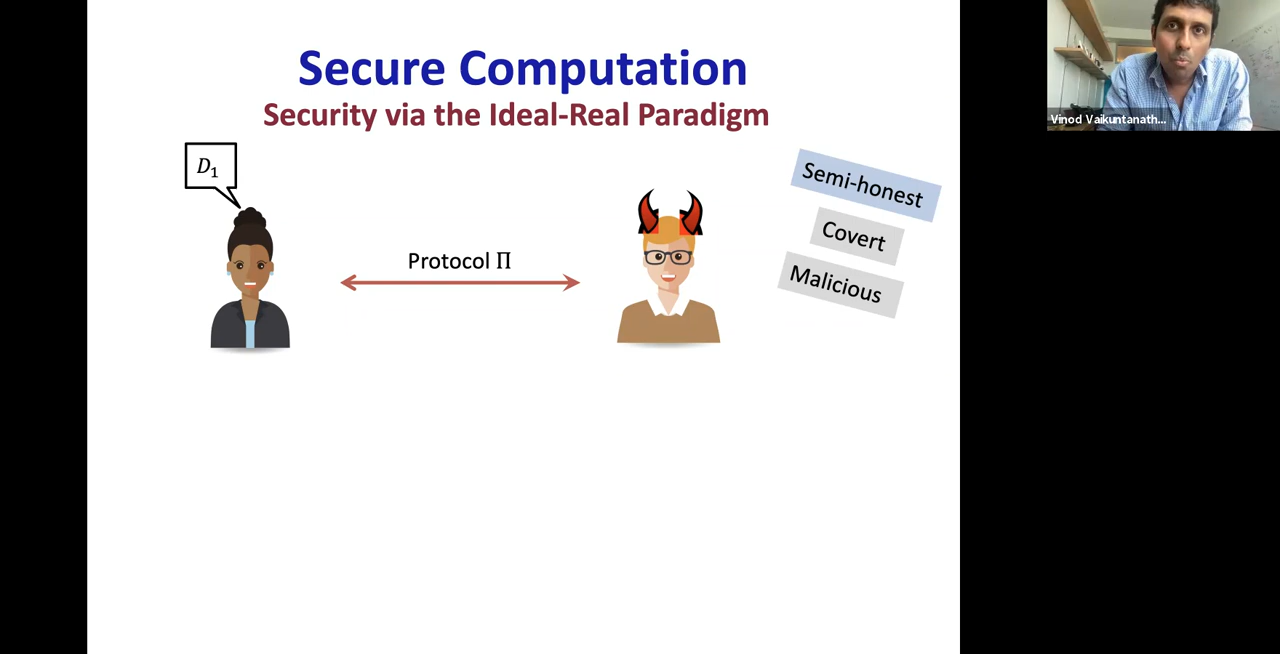 Secure Computation
Security via the Ideal-Real Paradigm
D₁
Protocol Π
Semi-honest
Covert
Malicious
Vinod Vaikuntanath...